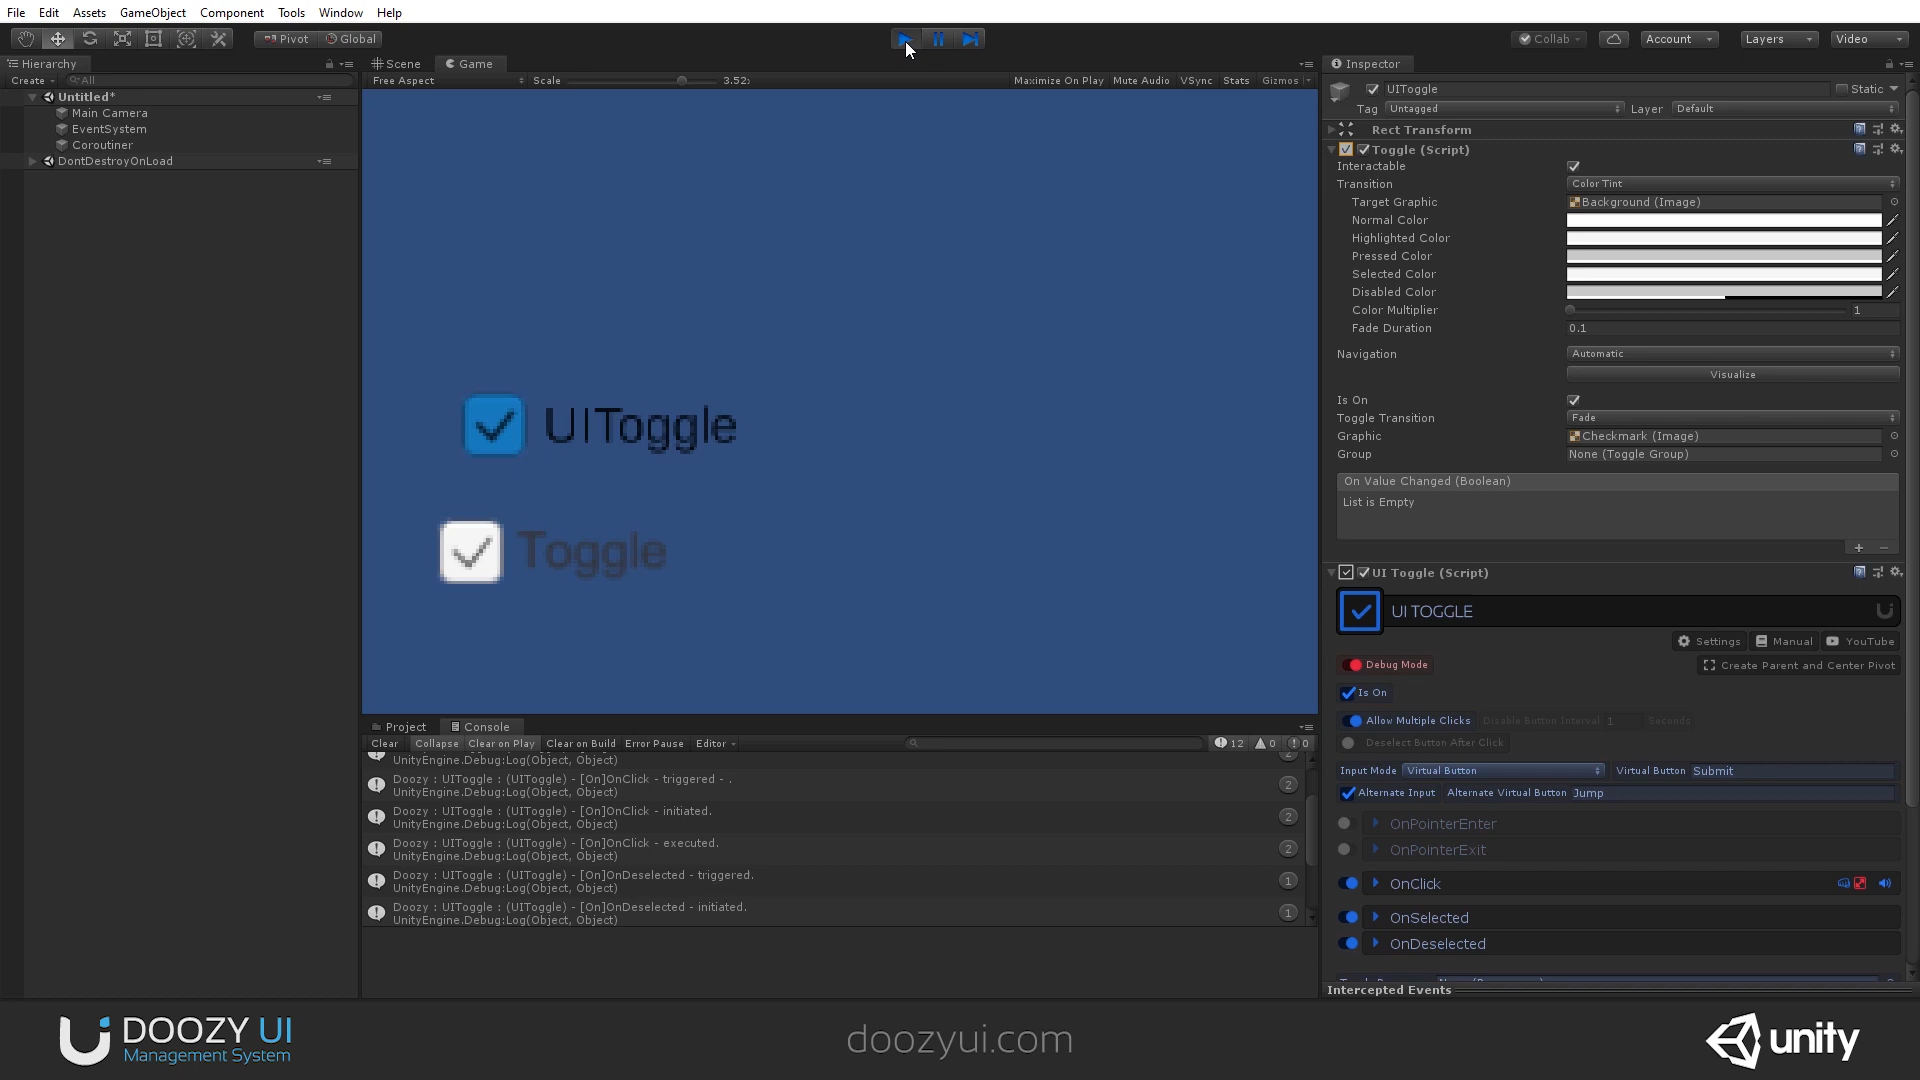 File Edit Assets GameObject Component Tools Window Help
Pivot Global
Collab Account Layers Video
Hierarchy
Create All
Untitled*
Main Camera
EventSystem
Coroutiner
DontDestroyOnLoad
Scene Game
Free Aspect Scale 3.52: Maximize On Play Mute Audio VSync Stats Gizmos
UIToggle
Toggle
Project Console
Clear Collapse Clear on Play Clear on Build Error Pause Editor 12 0 0
UnityEngine.Debug:Log(Object, Object) 2
Doozy : UIToggle : (UIToggle) - [On]OnClick - triggered - .
UnityEngine.Debug:Log(Object, Object) 2
Doozy : UIToggle : (UIToggle) - [On]OnClick - initiated.
UnityEngine.Debug:Log(Object, Object) 2
Doozy : UIToggle : (UIToggle) - [On]OnClick - executed.
UnityEngine.Debug:Log(Object, Object) 2
Doozy : UIToggle : (UIToggle) - [On]OnDeselected - triggered.
UnityEngine.Debug:Log(Object, Object) 1
Doozy : UIToggle : (UIToggle) - [On]OnDeselected - initiated.
UnityEngine.Debug:Log(Object, Object) 1
Inspector
UIToggle Static
Tag Untagged Layer Default
Rect Transform
Toggle (Script)
Interactable
Transition Color Tint
Target Graphic Background (Image)
Normal Color
Highlighted Color
Pressed Color
Selected Color
Disabled Color
Color Multiplier 1
Fade Duration 0.1
Navigation Automatic
Visualize
Is On
Toggle Transition Fade
Graphic Checkmark (Image)
Group None (Toggle Group)
On Value Changed (Boolean)
List is Empty
UI Toggle (Script)
UI TOGGLE
Settings Manual YouTube
Debug Mode Create Parent and Center Pivot
Is On
Allow Multiple Clicks Disable Button Interval 1 Seconds
Deselect Button After Click
Input Mode Virtual Button Virtual Button Submit
Alternate Input Alternate Virtual Button Jump
OnPointerEnter
OnPointerExit
OnClick
OnSelected
OnDeselected
Intercepted Events
DOOZY UI
Management System
doozyui.com
unity